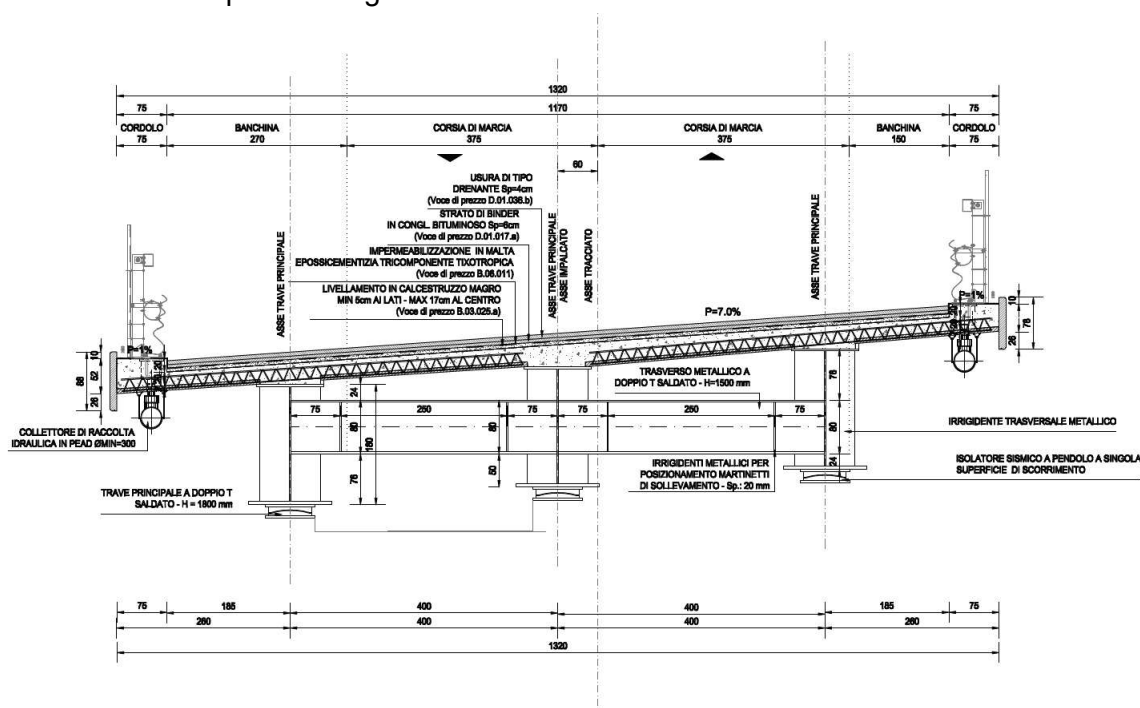 1320
75 1170 75
CORDOLO BANCHINA CORSIA DI MARCIA CORSIA DI MARCIA BANCHINA CORDOLO
75 270 375 375 150 75
60
USURA DI TIPO
DRENANTE Sp=4cm
(Voce di prezzo D.01.036.b)
STRATO DI BINDER
IN CONGL. BITUMINOSO Sp=6cm
(Voce di prezzo D.01.017.a)
IMPERMEABILIZZAZIONE IN MALTA
EPOSSICEMENTIZIA TRICOMPONENTE TIXOTROPICA
(Voce di prezzo B.06.011)
LIVELLAMENTO IN CALCESTRUZZO MAGRO
MIN 5cm AI LATI - MAX 17cm AL CENTRO
(Voce di prezzo B.03.025.a)
ASSE TRAVE PRINCIPALE
ASSE TRAVE PRINCIPALE
ASSE IMPALCATO
ASSE TRACCIATO
ASSE TRAVE PRINCIPALE
P=1%
P=7.0%
P=1%
10
52
26
88
20
20
10
26
78
TRASVERSO METALLICO A
DOPPIO T SALDATO - H=1500 mm
24
80
76
180
75 250 75 75 250 75
80
50
76
80
24
COLLETTORE DI RACCOLTA
IDRAULICA IN PEAD ØMIN=300
IRRIGIDENTE TRASVERSALE METALLICO
ISOLATORE SISMICO A PENDOLO A SINGOLA
SUPERFICIE DI SCORRIMENTO
IRRIGIDENTI METALLICI PER
POSIZIONAMENTO MARTINETTI
DI SOLLEVAMENTO - Sp.: 20 mm
TRAVE PRINCIPALE A DOPPIO T
SALDATO - H = 1800 mm
75 185 400 400 185 75
260 400 400 260
1320